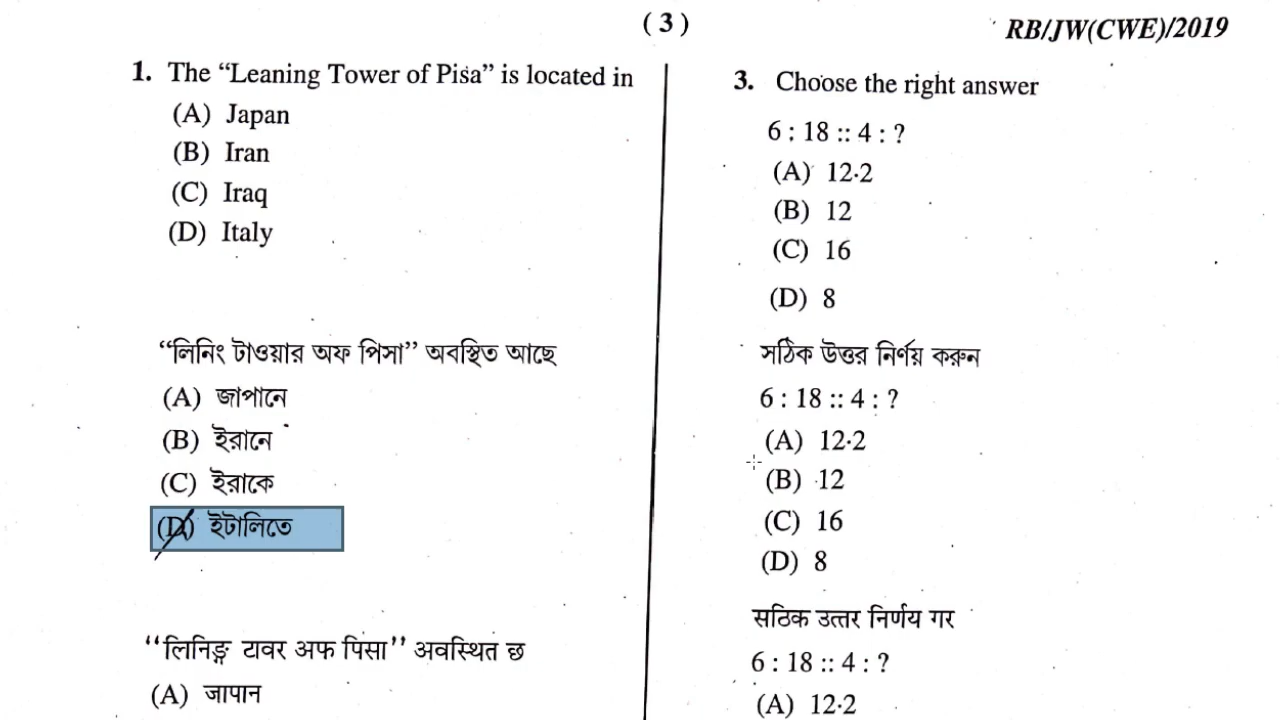 ( 3 )
RB/JW(CWE)/2019
1. The “Leaning Tower of Pisa” is located in
(A) Japan
(B) Iran
(C) Iraq
(D) Italy
“লিনিং টাওয়ার অফ পিসা” অবস্থিত আছে
(A) জাপানে
(B) ইরানে
(C) ইরাকে
(D) ইটালিতে
“लिनिङ्ग टावर अफ पिसा” अवस्थित छ
(A) जापान
3. Choose the right answer
6 : 18 :: 4 : ?
(A) 12·2
(B) 12
(C) 16
(D) 8
সঠিক উত্তর নির্ণয় করুন
6 : 18 :: 4 : ?
(A) 12·2
(B) 12
(C) 16
(D) 8
सठिक उत्तर निर्णय गर
6 : 18 :: 4 : ?
(A) 12·2